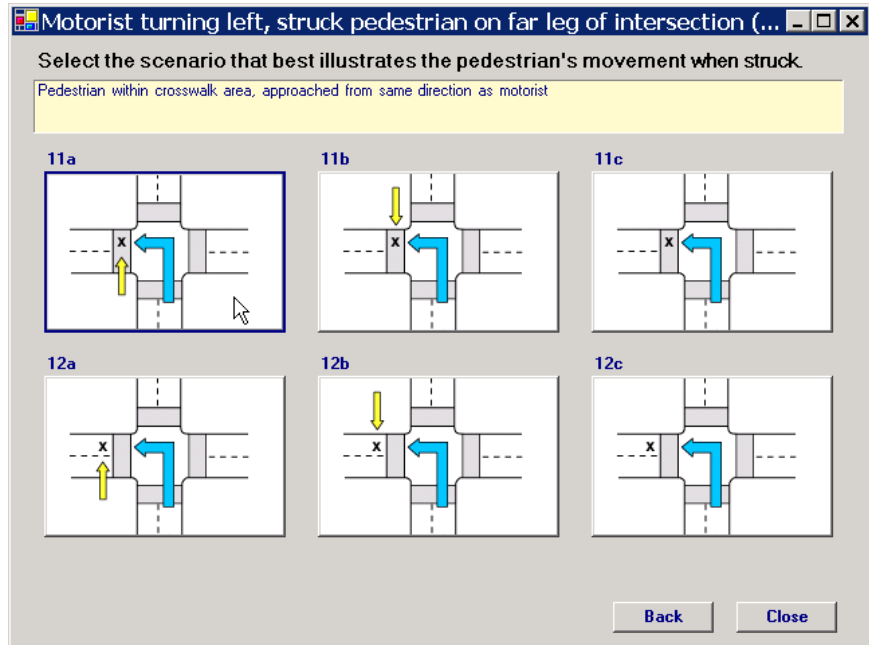 Motorist turning left, struck pedestrian on far leg of intersection (...
Select the scenario that best illustrates the pedestrian's movement when struck.
Pedestrian within crosswalk area, approached from same direction as motorist
11a 11b 11c
x x x
12a 12b 12c
x x x
Back Close